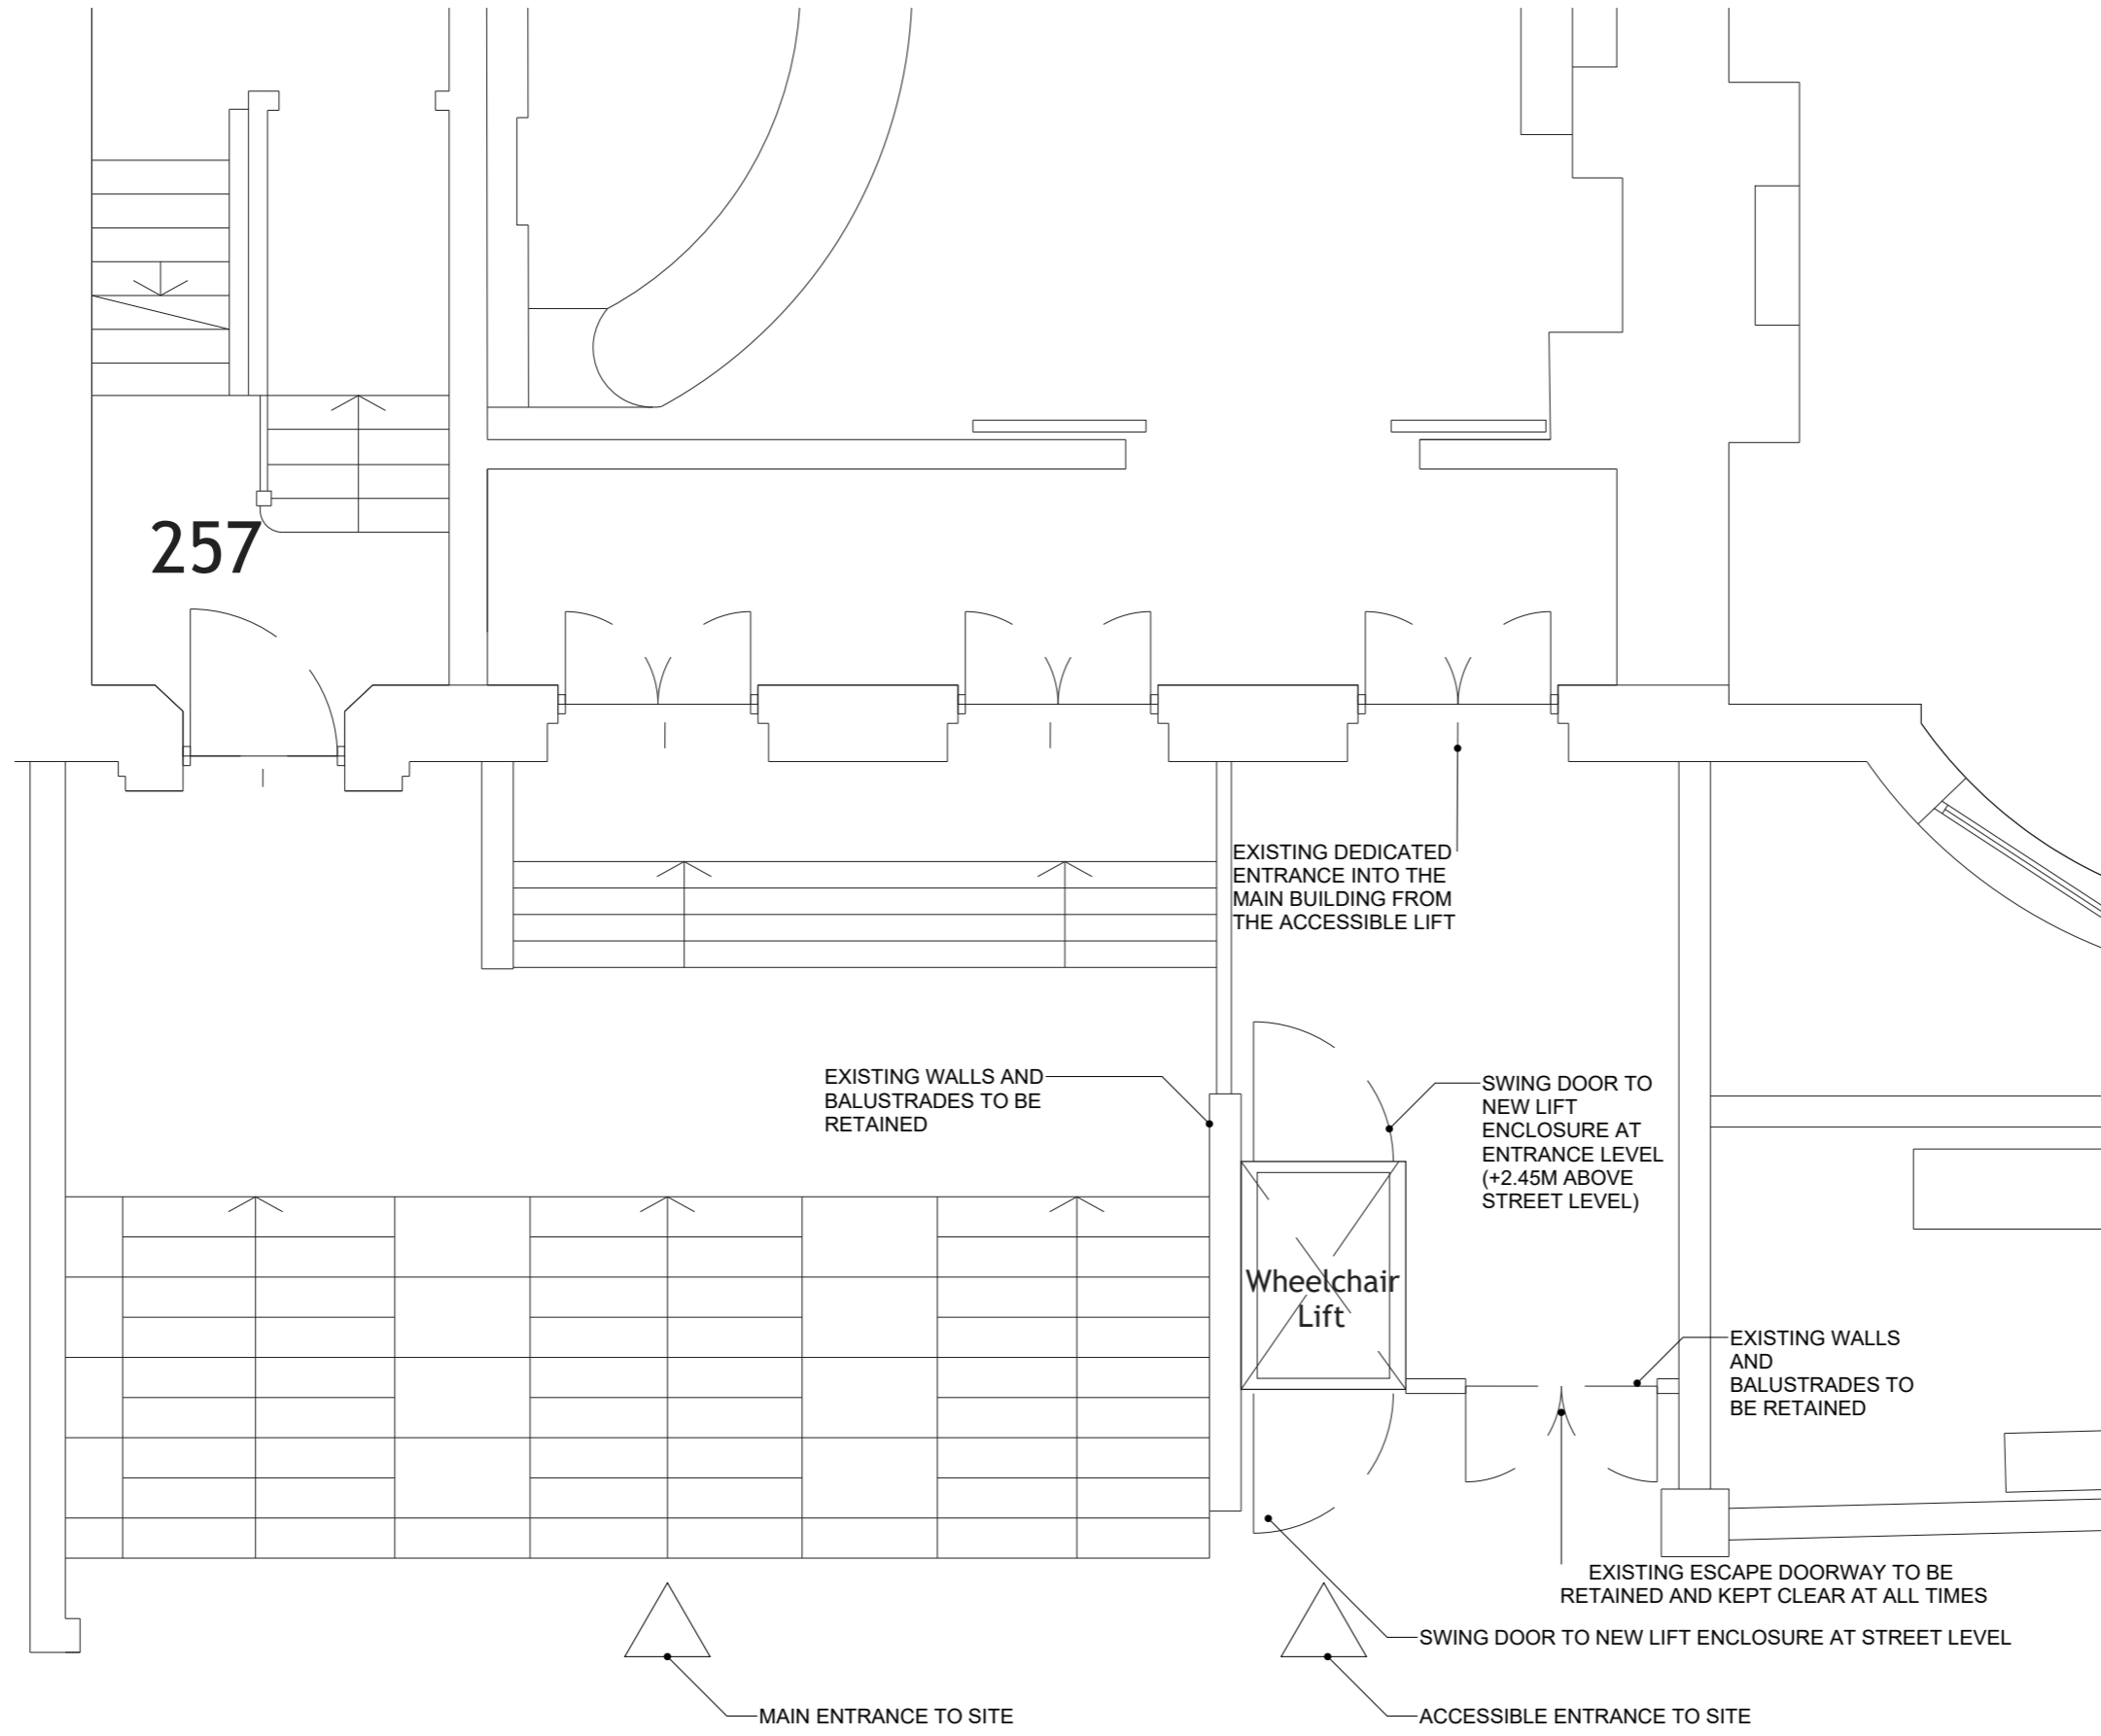 257
EXISTING DEDICATED
ENTRANCE INTO THE
MAIN BUILDING FROM
THE ACCESSIBLE LIFT
EXISTING WALLS AND
BALUSTRADES TO BE
RETAINED
SWING DOOR TO
NEW LIFT
ENCLOSURE AT
ENTRANCE LEVEL
(+2.45M ABOVE
STREET LEVEL)
Wheelchair
Lift
EXISTING WALLS
AND
BALUSTRADES TO
BE RETAINED
EXISTING ESCAPE DOORWAY TO BE
RETAINED AND KEPT CLEAR AT ALL TIMES
SWING DOOR TO NEW LIFT ENCLOSURE AT STREET LEVEL
MAIN ENTRANCE TO SITE
ACCESSIBLE ENTRANCE TO SITE